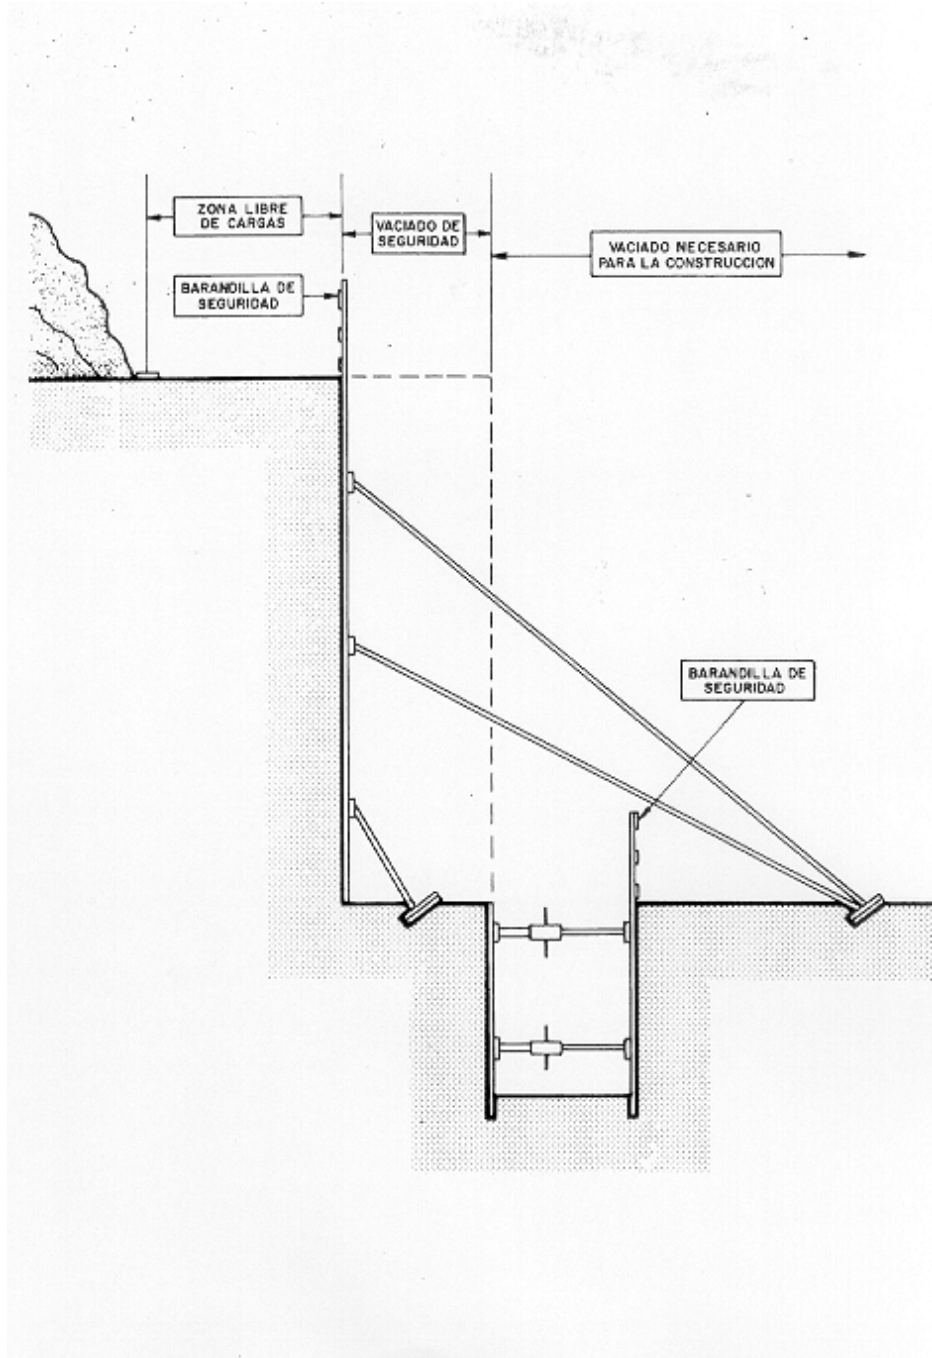 ZONA LIBRE
DE CARGAS
VACIADO DE
SEGURIDAD
VACIADO NECESARIO
PARA LA CONSTRUCCION
BARANDILLA DE
SEGURIDAD
BARANDILLA DE
SEGURIDAD